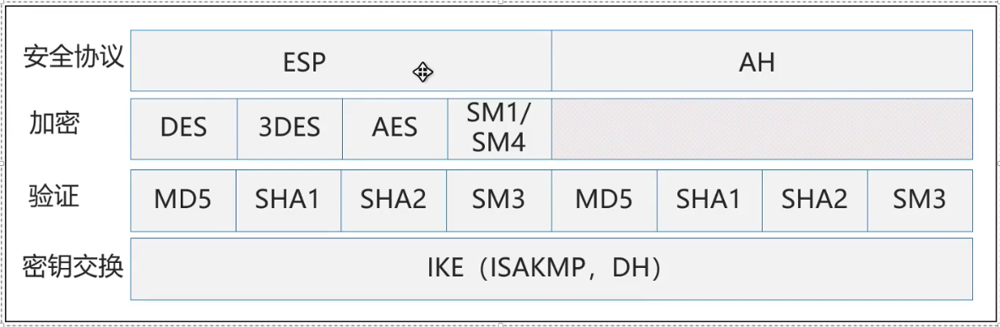 安全协议 ESP AH
加密 DES 3DES AES SM1/
SM4
验证 MD5 SHA1 SHA2 SM3 MD5 SHA1 SHA2 SM3
密钥交换 IKE（ISAKMP，DH）